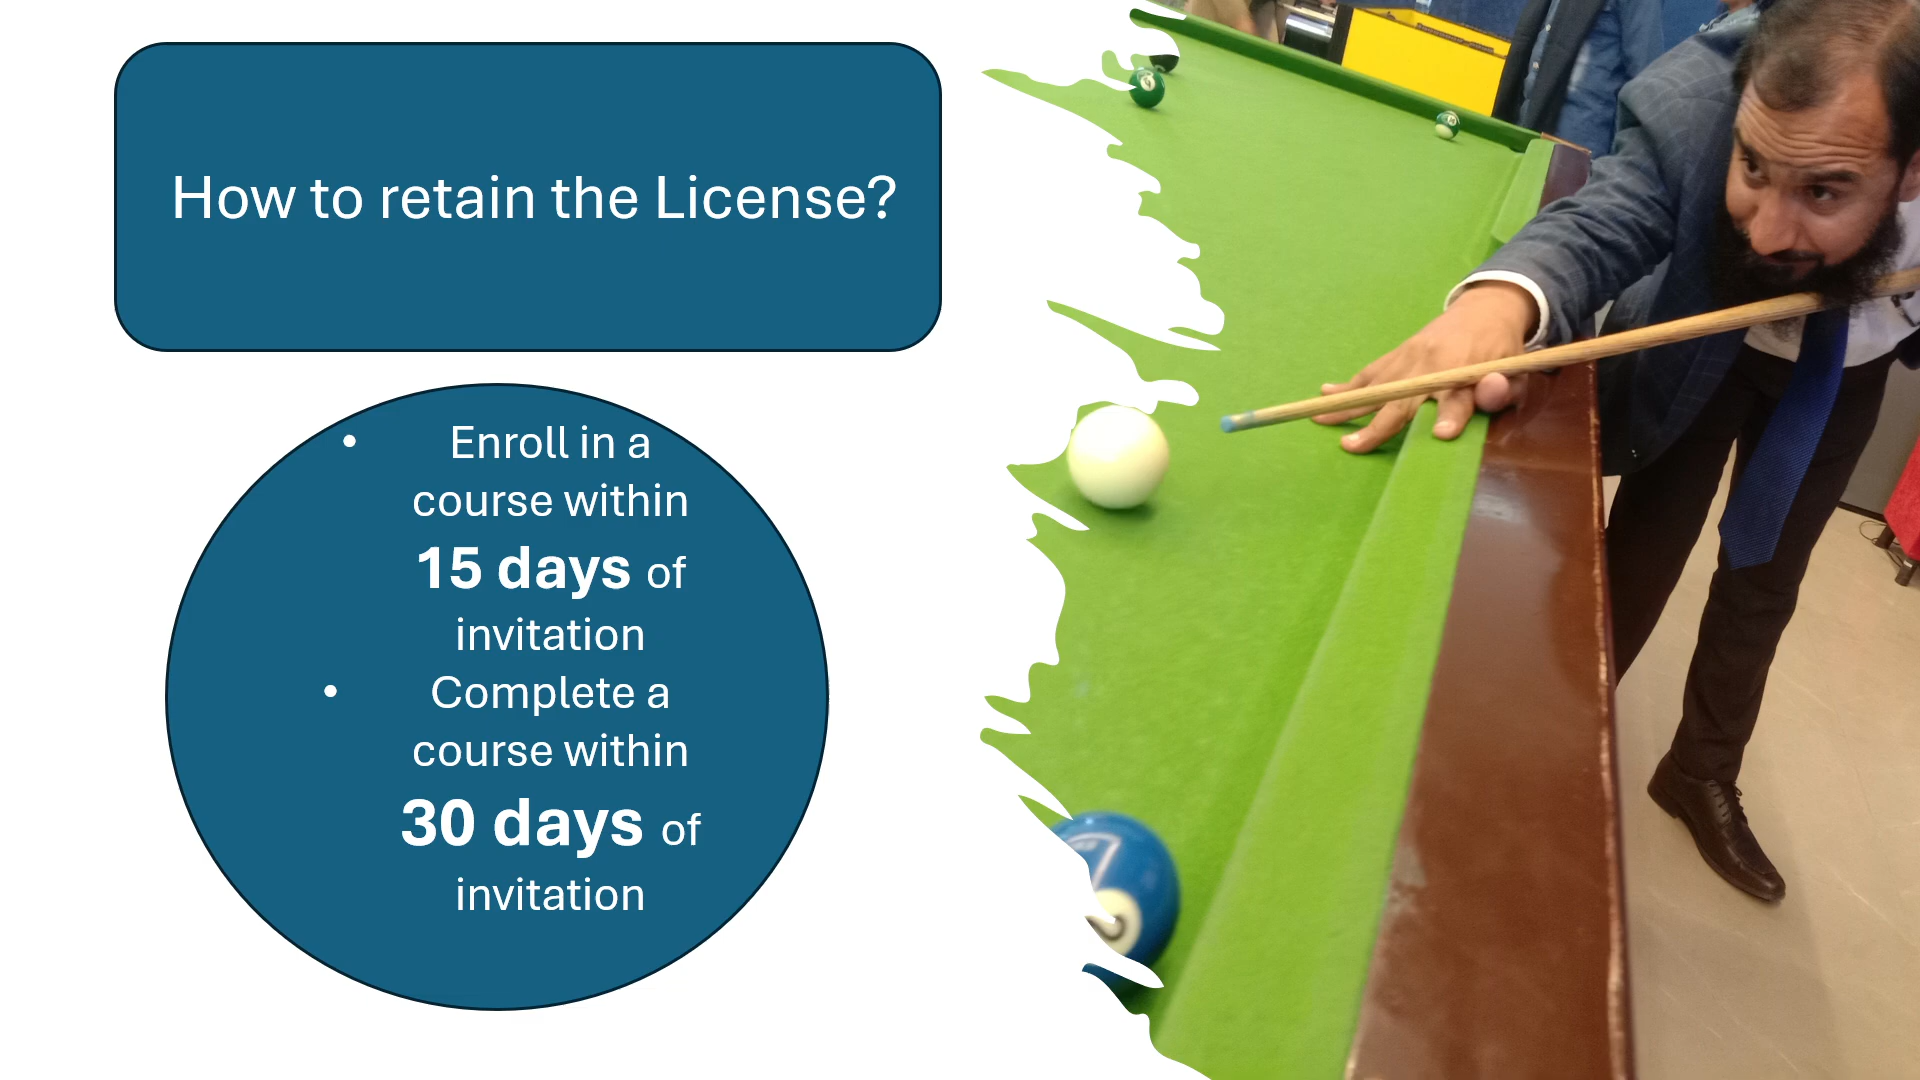 How to retain the License?
• Enroll in a
course within
15 days of
invitation
• Complete a
course within
30 days of
invitation